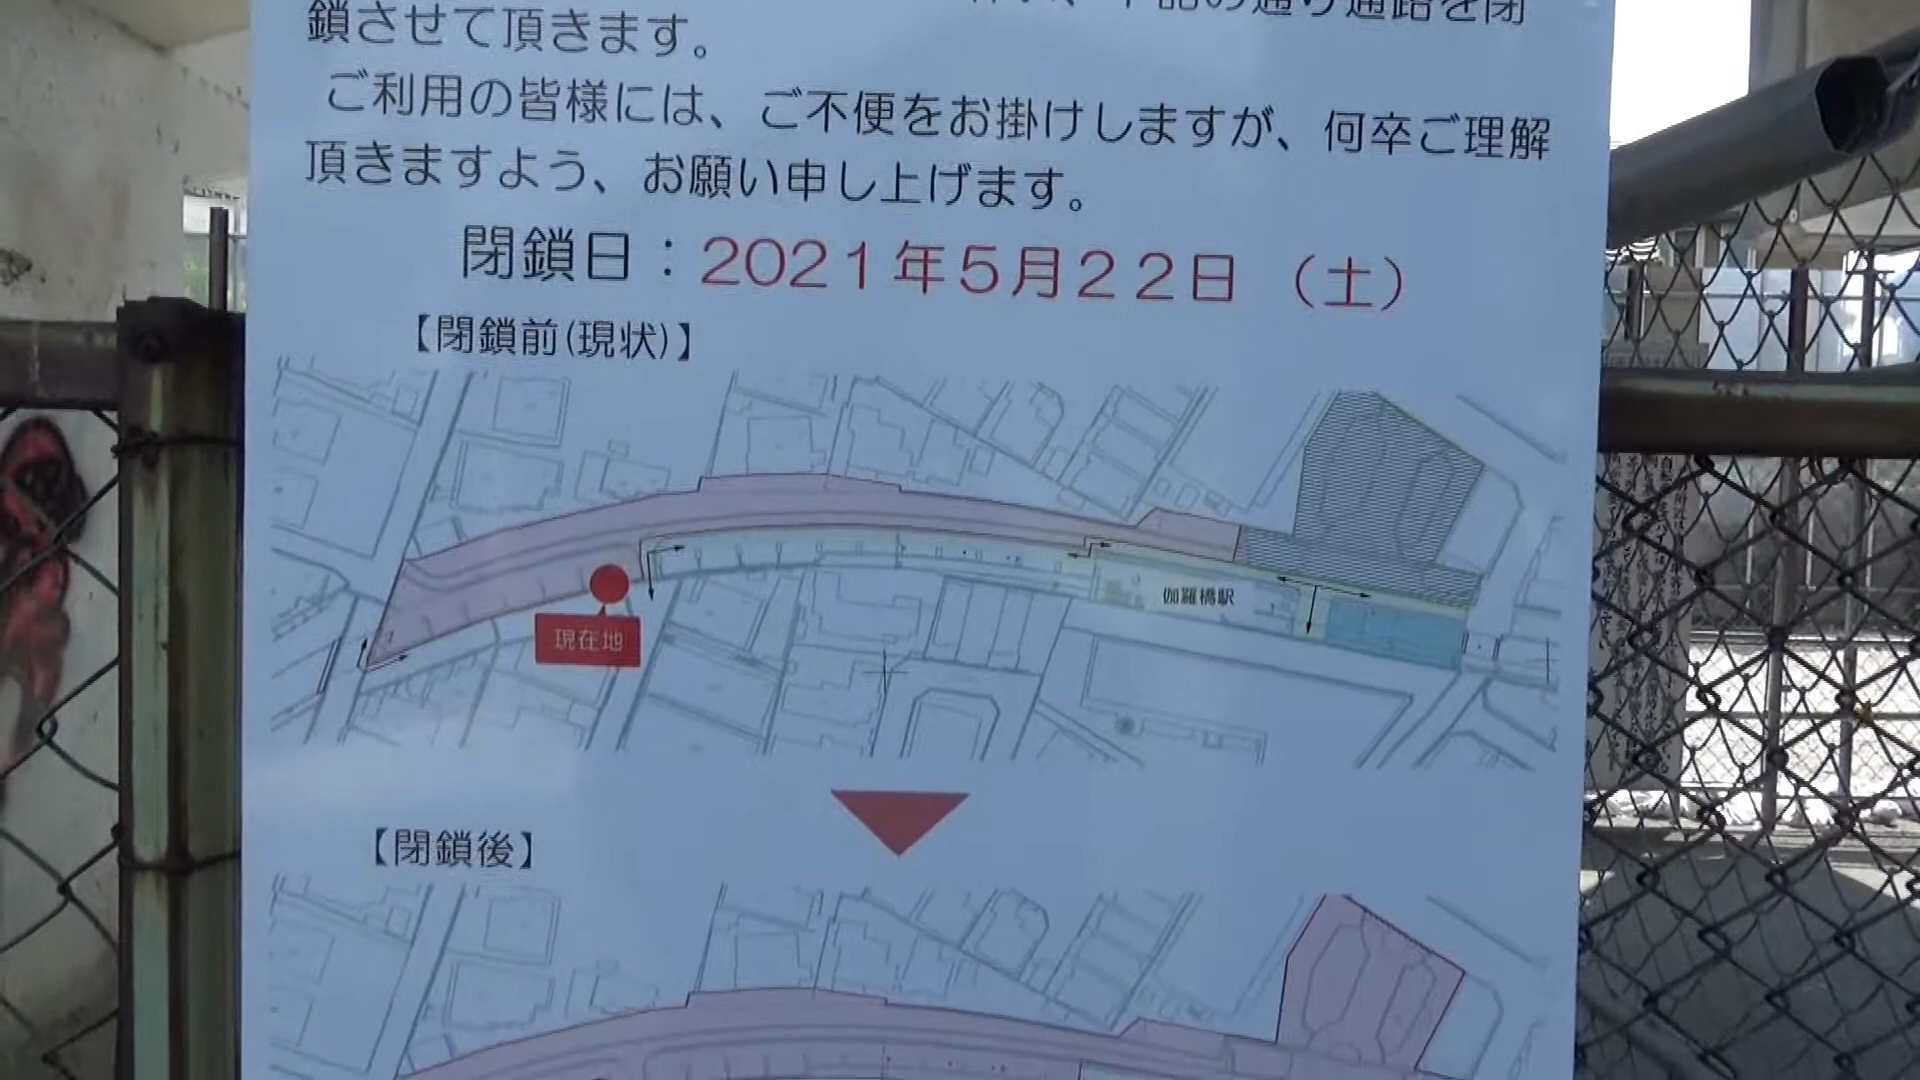 下記の通り通路を閉
鎖させて頂きます。
ご利用の皆様には、ご不便をお掛けしますが、何卒ご理解
頂きますよう、お願い申し上げます。
閉鎖日：2021年5月22日（土）
【閉鎖前(現状)】
伽羅橋駅
現在地
【閉鎖後】